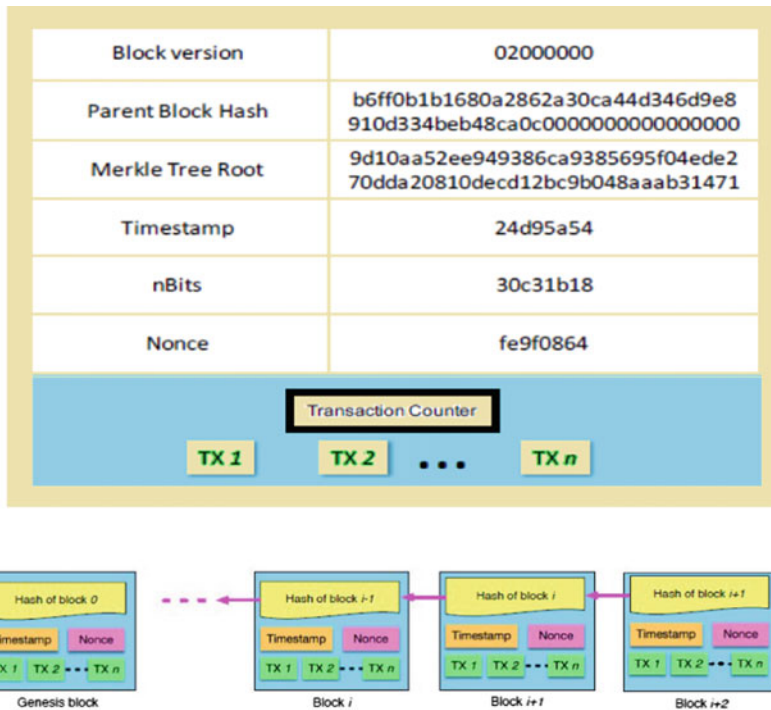 Block version 02000000
Parent Block Hash b6ff0b1b1680a2862a30ca44d346d9e8
910d334beb48ca0c0000000000000000
Merkle Tree Root 9d10aa52ee949386ca9385695f04ede2
70dda20810decd12bc9b048aaab31471
Timestamp 24d95a54
nBits 30c31b18
Nonce fe9f0864
Transaction Counter
TX 1 TX 2 ... TX n
Hash of block 0 Hash of block i-1 Hash of block i Hash of block i+1
imestamp Nonce Timestamp Nonce Timestamp Nonce Timestamp Nonce
X 1 TX 2 TX n TX 1 TX 2 TX n TX 1 TX 2 TX n TX 1 TX 2 TX n
Genesis block Block i Block i+1 Block i+2